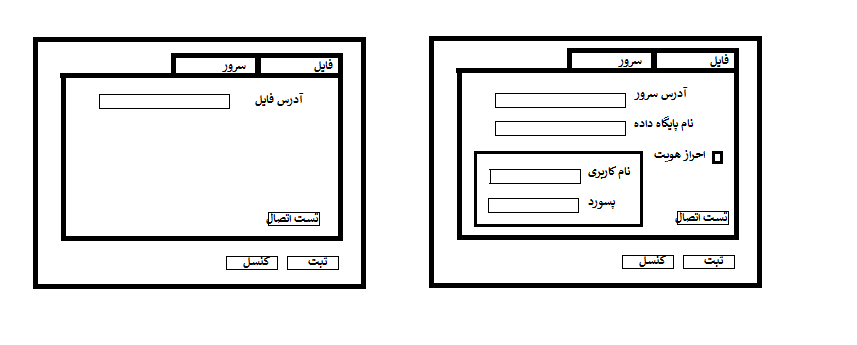 فایل
سرور
آدرس سرور
نام پایگاه داده
احراز هویت
نام کاربری
پسورد
تست اتصال
ثبت
کنسل
فایل
سرور
آدرس فایل
تست اتصال
ثبت
کنسل